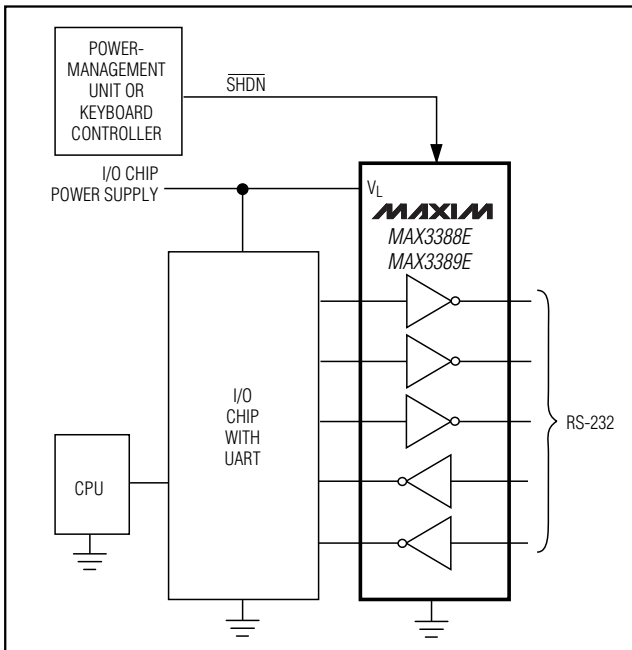 POWER-
MANAGEMENT
UNIT OR
KEYBOARD
CONTROLLER
SHDN
I/O CHIP
POWER SUPPLY
VL
MAXIM
MAX3388E
MAX3389E
I/O
CHIP
WITH
UART
RS-232
CPU